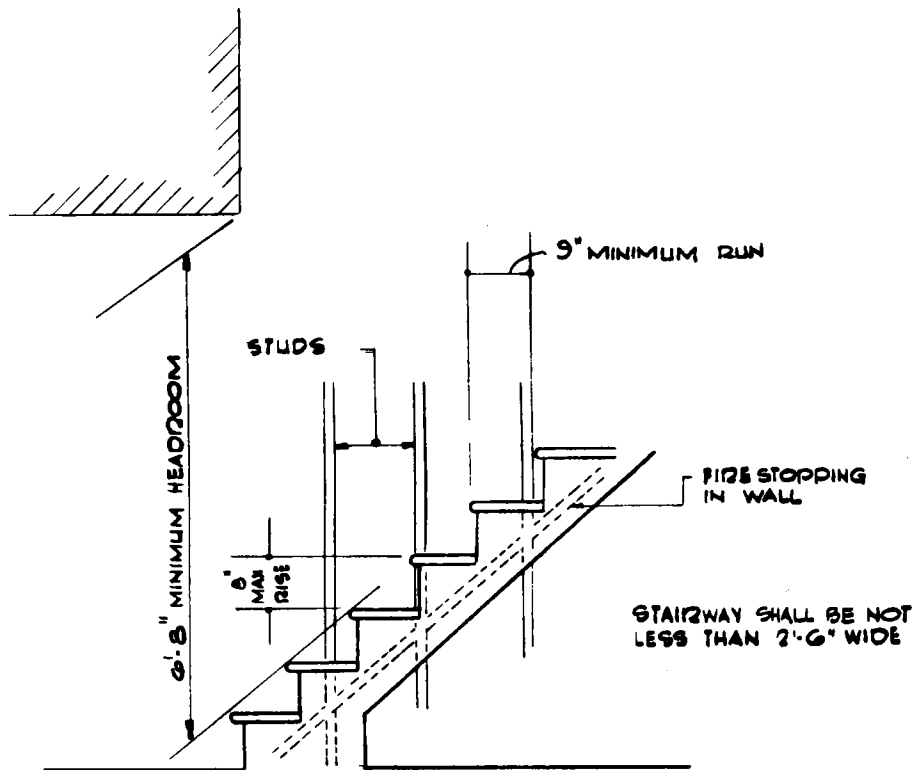 9" MINIMUM RUN
STUDS
6'-8" MINIMUM HEADROOM
FIRE STOPPING
IN WALL
8"
MAX
RISE
STAIRWAY SHALL BE NOT
LESS THAN 2'-6" WIDE